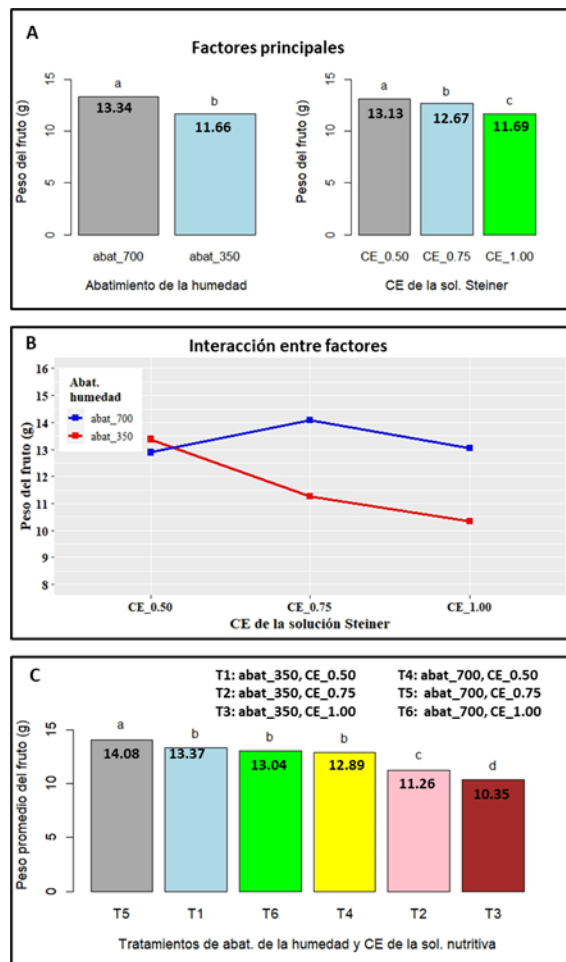 A
Factores principales
a
b
13.34
11.66
15
10
5
0
Peso del fruto (g)
abat_700
abat_350
Abatimiento de la humedad
a
b
c
13.13
12.67
11.69
15
10
5
0
Peso del fruto (g)
CE_0.50
CE_0.75
CE_1.00
CE de la sol. Steiner
B
Interacción entre factores
Abat.
humedad
abat_700
abat_350
16
15
14
13
12
11
10
9
8
Peso del fruto (g)
CE_0.50
CE_0.75
CE_1.00
CE de la solución Steiner
C
T1: abat_350, CE_0.50
T4: abat_700, CE_0.50
T2: abat_350, CE_0.75
T5: abat_700, CE_0.75
T3: abat_350, CE_1.00
T6: abat_700, CE_1.00
a
b
b
b
c
d
14.08
13.37
13.04
12.89
11.26
10.35
15
10
5
0
Peso promedio del fruto (g)
T5
T1
T6
T4
T2
T3
Tratamientos de abat. de la humedad y CE de la sol. nutritiva